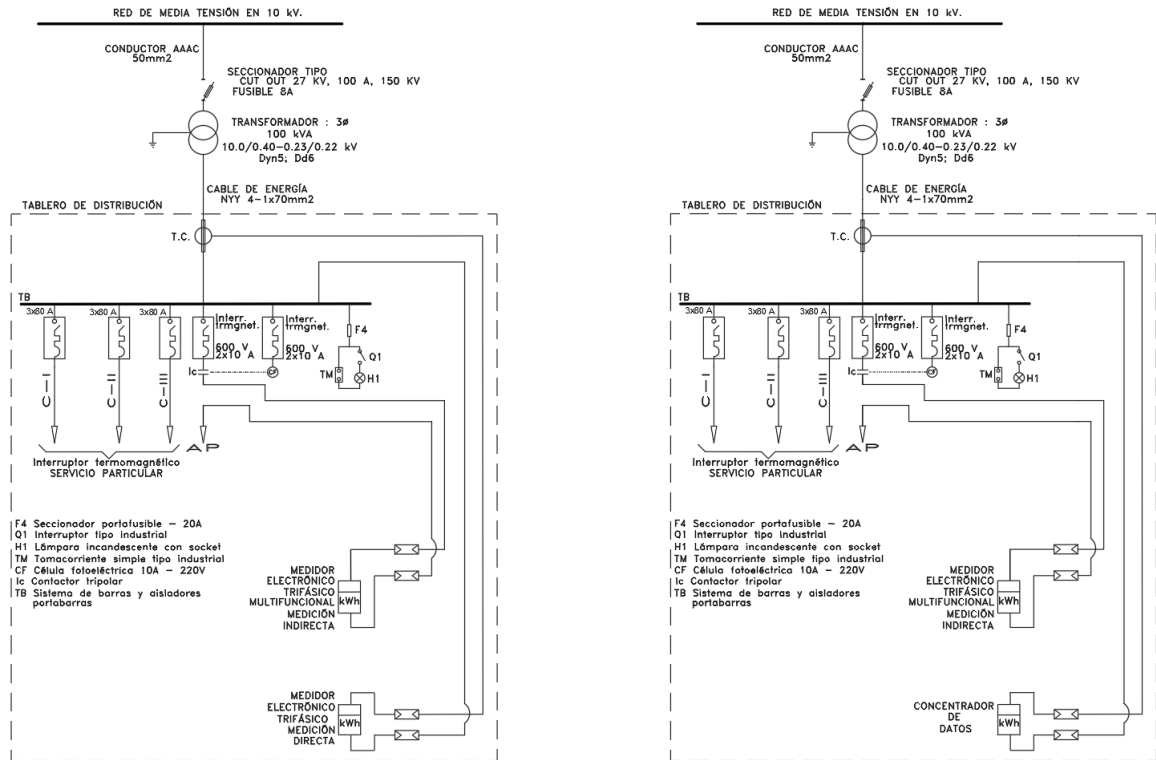 RED DE MEDIA TENSIÓN EN 10 kV.
CONDUCTOR AAAC
50mm2
SECCIONADOR TIPO
CUT OUT 27 KV, 100 A, 150 KV
FUSIBLE 8A
TRANSFORMADOR : 3ø
100 kVA
10.0/0.40-0.23/0.22 kV
Dyn5; Dd6
CABLE DE ENERGÍA
NYY 4-1x70mm2
TABLERO DE DISTRIBUCIÓN
T.C.
TB
3x80 A
3x80 A
3x80 A
Interr.
trmgnet.
600 V
2x10 A
Interr.
trmgnet.
600 V
2x10 A
F4
Q1
TM
H1
Ic
CF
C-I
C-II
C-III
AP
Interruptor termomagnético
SERVICIO PARTICULAR
F4 Seccionador portafusible - 20A
Q1 Interruptor tipo industrial
H1 Lámpara incandescente con socket
TM Tomacorriente simple tipo industrial
CF Célula fotoeléctrica 10A - 220V
Ic Contactor tripolar
TB Sistema de barras y aisladores
portabarras
MEDIDOR
ELECTRÓNICO
TRIFÁSICO
MULTIFUNCIONAL
MEDICIÓN
INDIRECTA
kWh
MEDIDOR
ELECTRÓNICO
TRIFÁSICO
MEDICIÓN
DIRECTA
kWh
RED DE MEDIA TENSIÓN EN 10 kV.
CONDUCTOR AAAC
50mm2
SECCIONADOR TIPO
CUT OUT 27 KV, 100 A, 150 KV
FUSIBLE 8A
TRANSFORMADOR : 3ø
100 kVA
10.0/0.40-0.23/0.22 kV
Dyn5; Dd6
CABLE DE ENERGÍA
NYY 4-1x70mm2
TABLERO DE DISTRIBUCIÓN
T.C.
TB
3x80 A
3x80 A
3x80 A
Interr.
trmgnet.
600 V
2x10 A
Interr.
trmgnet.
600 V
2x10 A
F4
Q1
TM
H1
Ic
CF
C-I
C-II
C-III
AP
Interruptor termomagnético
SERVICIO PARTICULAR
F4 Seccionador portafusible - 20A
Q1 Interruptor tipo industrial
H1 Lámpara incandescente con socket
TM Tomacorriente simple tipo industrial
CF Célula fotoeléctrica 10A - 220V
Ic Contactor tripolar
TB Sistema de barras y aisladores
portabarras
MEDIDOR
ELECTRÓNICO
TRIFÁSICO
MULTIFUNCIONAL
MEDICIÓN
INDIRECTA
kWh
CONCENTRADOR
DE
DATOS
kWh